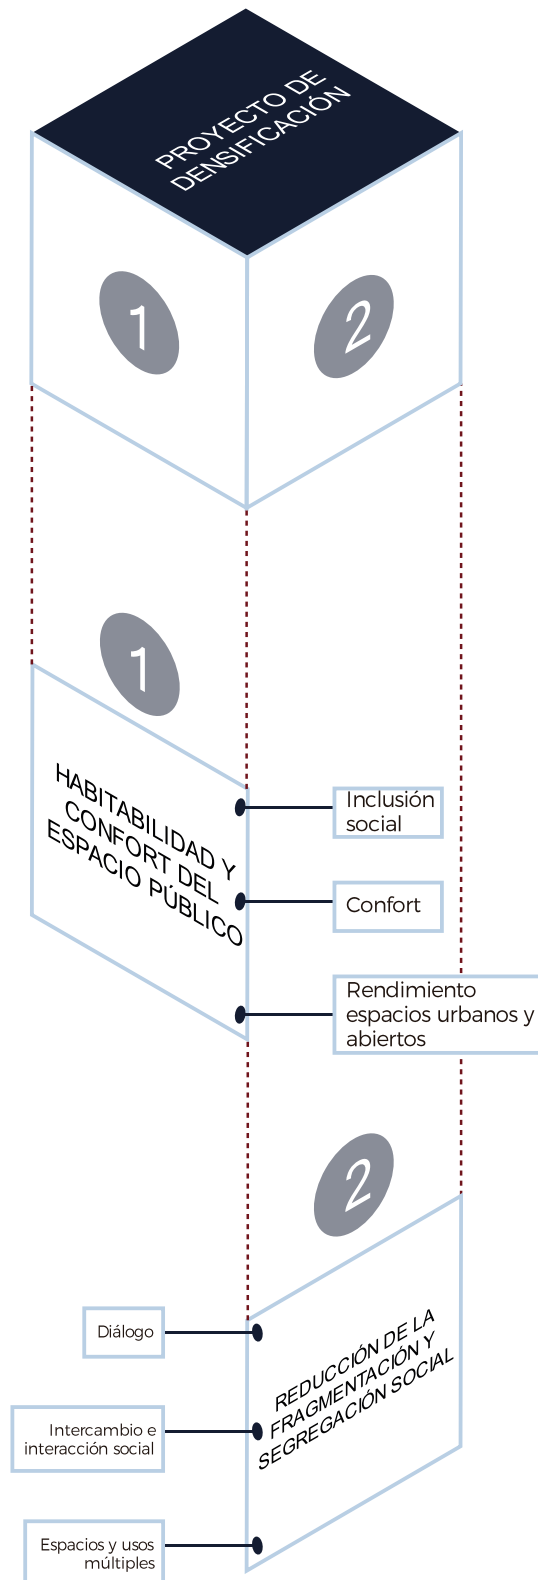 PROYECTO DE
DENSIFICACIÓN
1
2
1
HABITABILIDAD Y
CONFORT DEL
ESPACIO PÚBLICO
Inclusión
social
Confort
Rendimiento
espacios urbanos y
abiertos
2
REDUCCIÓN DE LA
FRAGMENTACIÓN Y
SEGREGACIÓN SOCIAL
Diálogo
Intercambio e
interacción social
Espacios y usos
múltiples